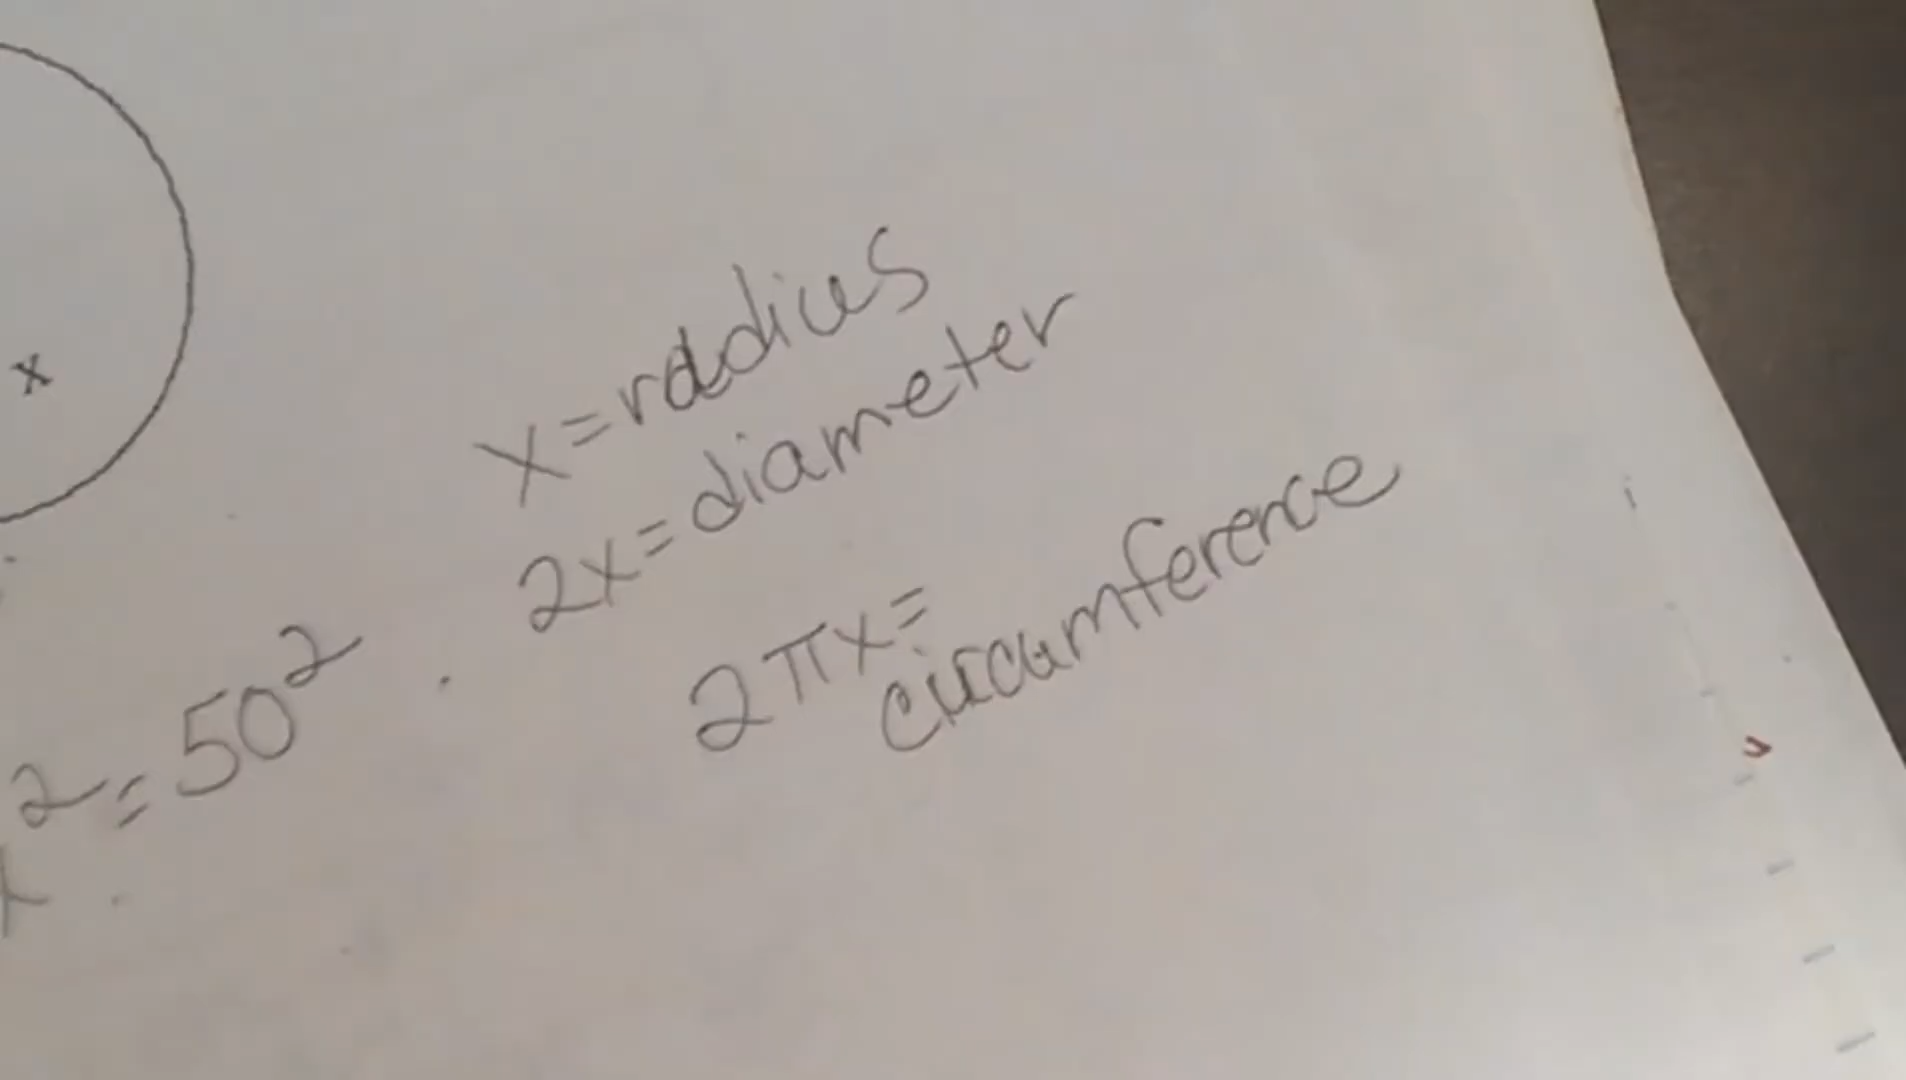 x
x=radius
2x=diameter
2πx=
circumference
2=50²
x